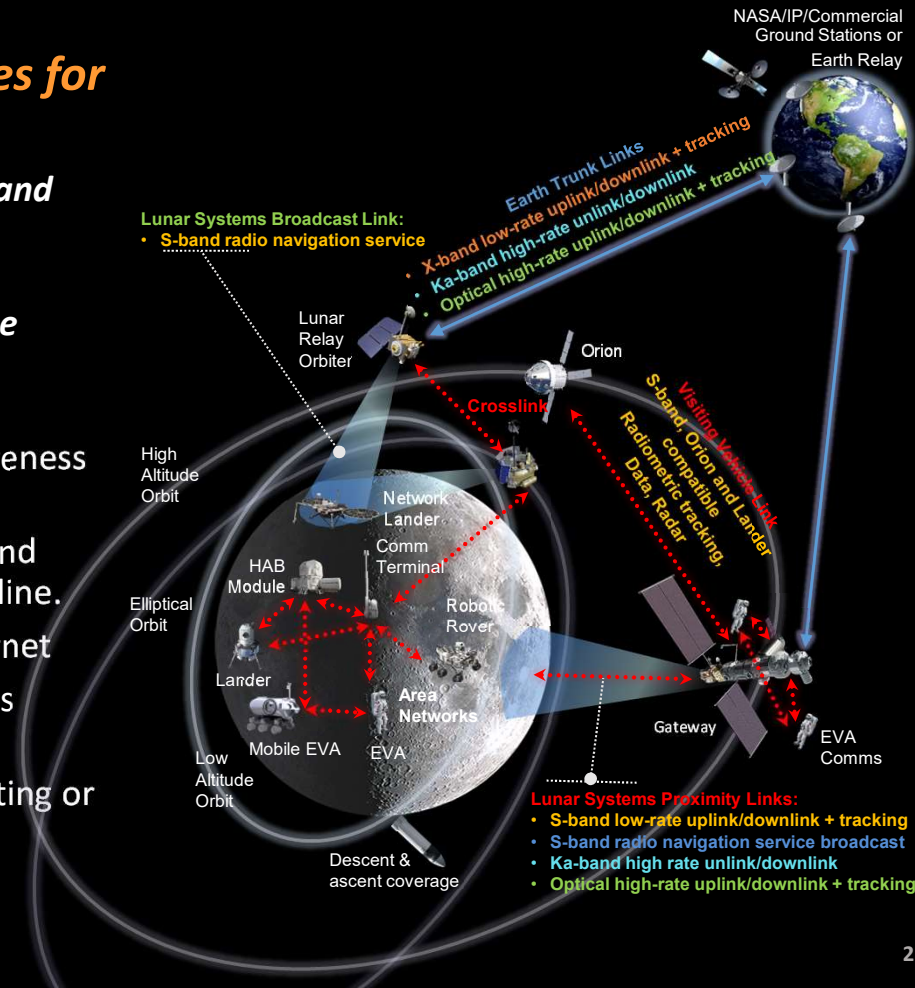 NASA/IP/Commercial
Ground Stations or
Earth Relay
es for
and
e
eness
nd
line.
net
s
ting or
Earth Trunk Links
• X-band low-rate uplink/downlink + tracking
• Ka-band high-rate unlink/downlink
• Optical high-rate uplink/downlink + tracking
Lunar Systems Broadcast Link:
• S-band radio navigation service
Lunar
Relay
Orbiter
Orion
Crosslink
Visiting Vehicle Link
S-band, Orion and Lander
compatible
Radiometric tracking,
Data, Radar
High
Altitude
Orbit
Network
Lander
Comm
Terminal
HAB
Module
Elliptical
Orbit
Robotic
Rover
Lander
Area
Networks
Mobile EVA
EVA
Gateway
EVA
Comms
Low
Altitude
Orbit
Lunar Systems Proximity Links:
• S-band low-rate uplink/downlink + tracking
• S-band radio navigation service broadcast
• Ka-band high rate unlink/downlink
• Optical high-rate uplink/downlink + tracking
Descent &
ascent coverage
2